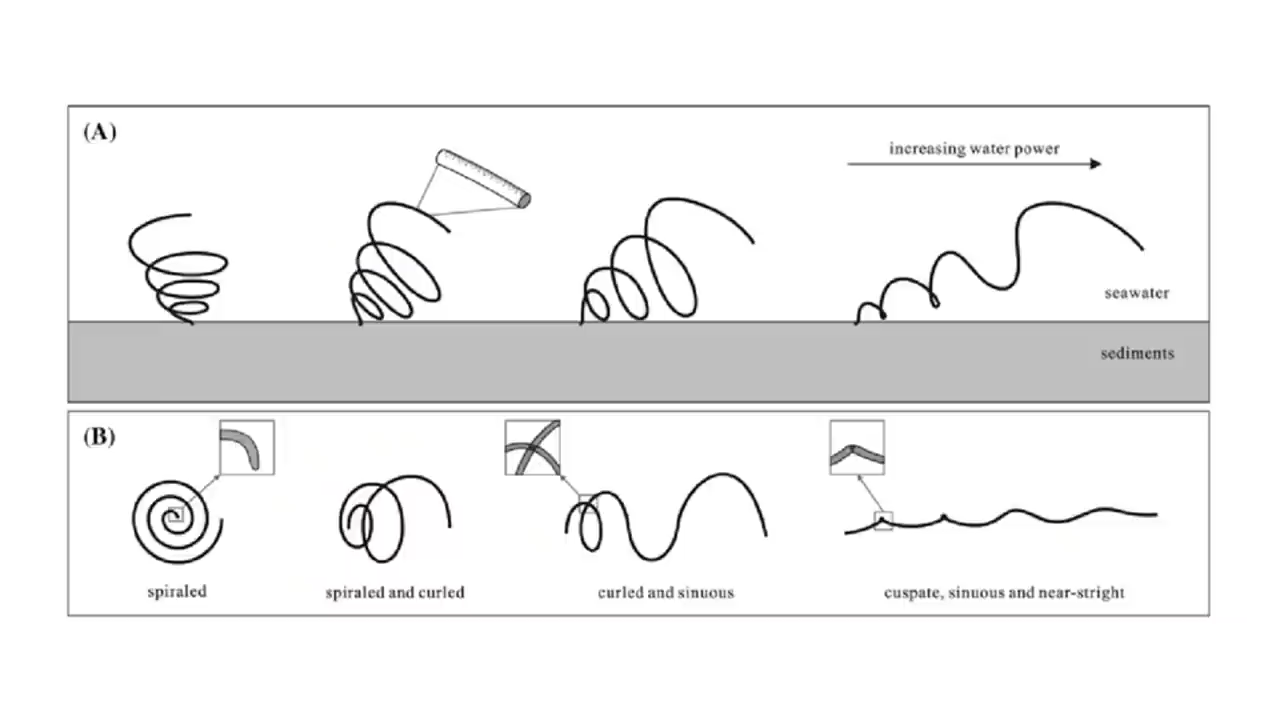 (A)
increasing water power
seawater
sediments
(B)
spiraled
spiraled and curled
curled and sinuous
cuspate, sinuous and near-stright